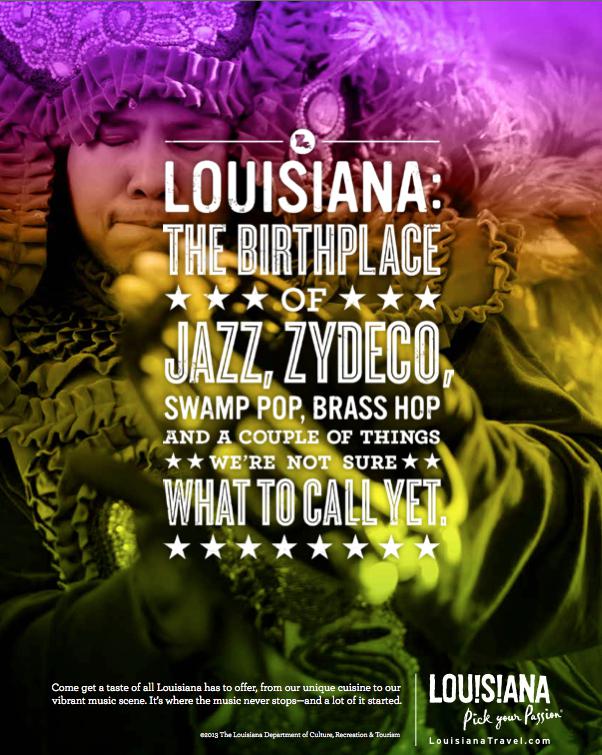 LOUISIANA:
THE BIRTHPLACE
★ ★ ★ OF ★ ★ ★
JAZZ, ZYDECO,
SWAMP POP, BRASS HOP
AND A COUPLE OF THINGS
★ ★ WE'RE NOT SURE ★ ★
WHAT TO CALL YET.
★ ★ ★ ★ ★ ★ ★ ★
Come get a taste of all Louisiana has to offer, from our unique cuisine to our
vibrant music scene. It's where the music never stops—and a lot of it started.
©2013 The Louisiana Department of Culture, Recreation & Tourism
LOUISIANA
Pick your Passion®
LouisianaTravel.com